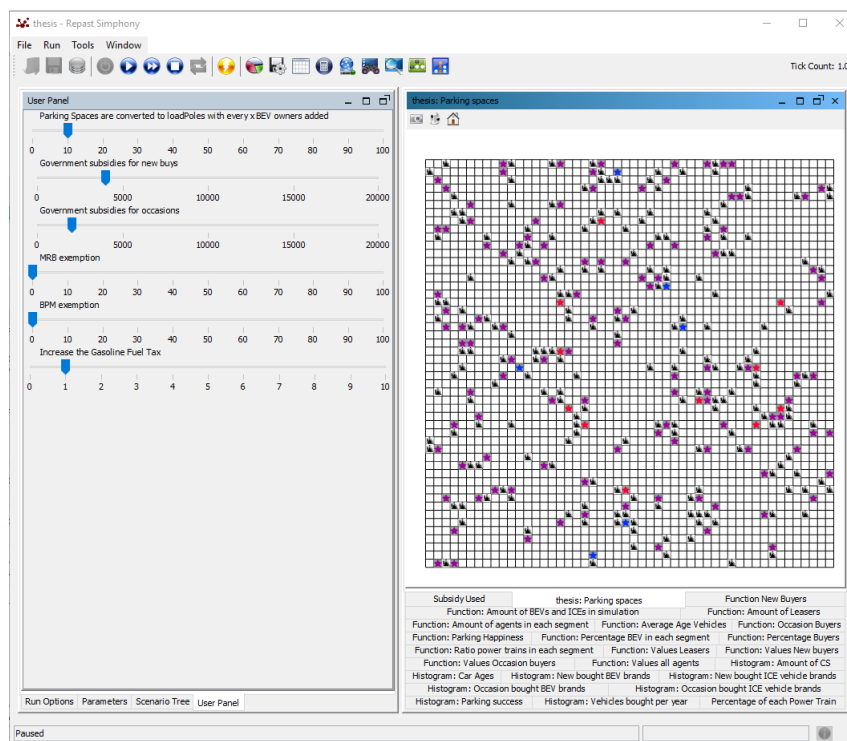 thesis - Repast Simphony
File Run Tools Window
Tick Count: 1.0
User Panel
Parking Spaces are converted to loadPoles with every x BEV owners added
0 10 20 30 40 50 60 70 80 90 100
Government subsidies for new buys
0 5000 10000 15000 20000
Government subsidies for occasions
0 5000 10000 15000 20000
MRB exemption
0 10 20 30 40 50 60 70 80 90 100
BPM exemption
0 10 20 30 40 50 60 70 80 90 100
Increase the Gasoline Fuel Tax
0 1 2 3 4 5 6 7 8 9 10
Run Options Parameters Scenario Tree User Panel
thesis: Parking spaces
Subsidy Used thesis: Parking spaces Function New Buyers
Function: Amount of BEVs and ICEs in simulation Function: Amount of Leasers
Function: Amount of agents in each segment Function: Average Age Vehicles Function: Occasion Buyers
Function: Parking Happiness Function: Percentage BEV in each segment Function: Percentage Buyers
Function: Ratio power trains in each segment Function: Values Leasers Function: Values New buyers
Function: Values Occasion buyers Function: Values all agents Histogram: Amount of CS
Histogram: Car Ages Histogram: New bought BEV brands Histogram: New bought ICE vehicle brands
Histogram: Occasion bought BEV brands Histogram: Occasion bought ICE vehicle brands
Histogram: Parking success Histogram: Vehicles bought per year Percentage of each Power Train
Paused